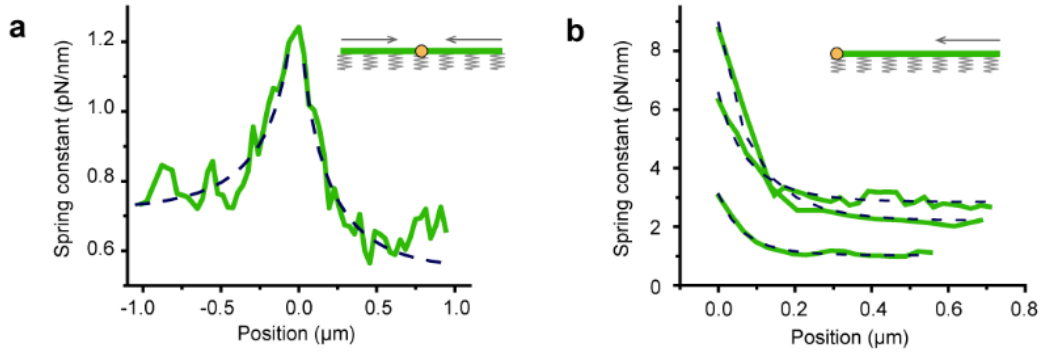 a
Spring constant (pN/nm)
1.2
1.0
0.8
0.6
-1.0 -0.5 0.0 0.5 1.0
Position (µm)
b
Spring constant (pN/nm)
8
6
4
2
0
0.0 0.2 0.4 0.6 0.8
Position (µm)